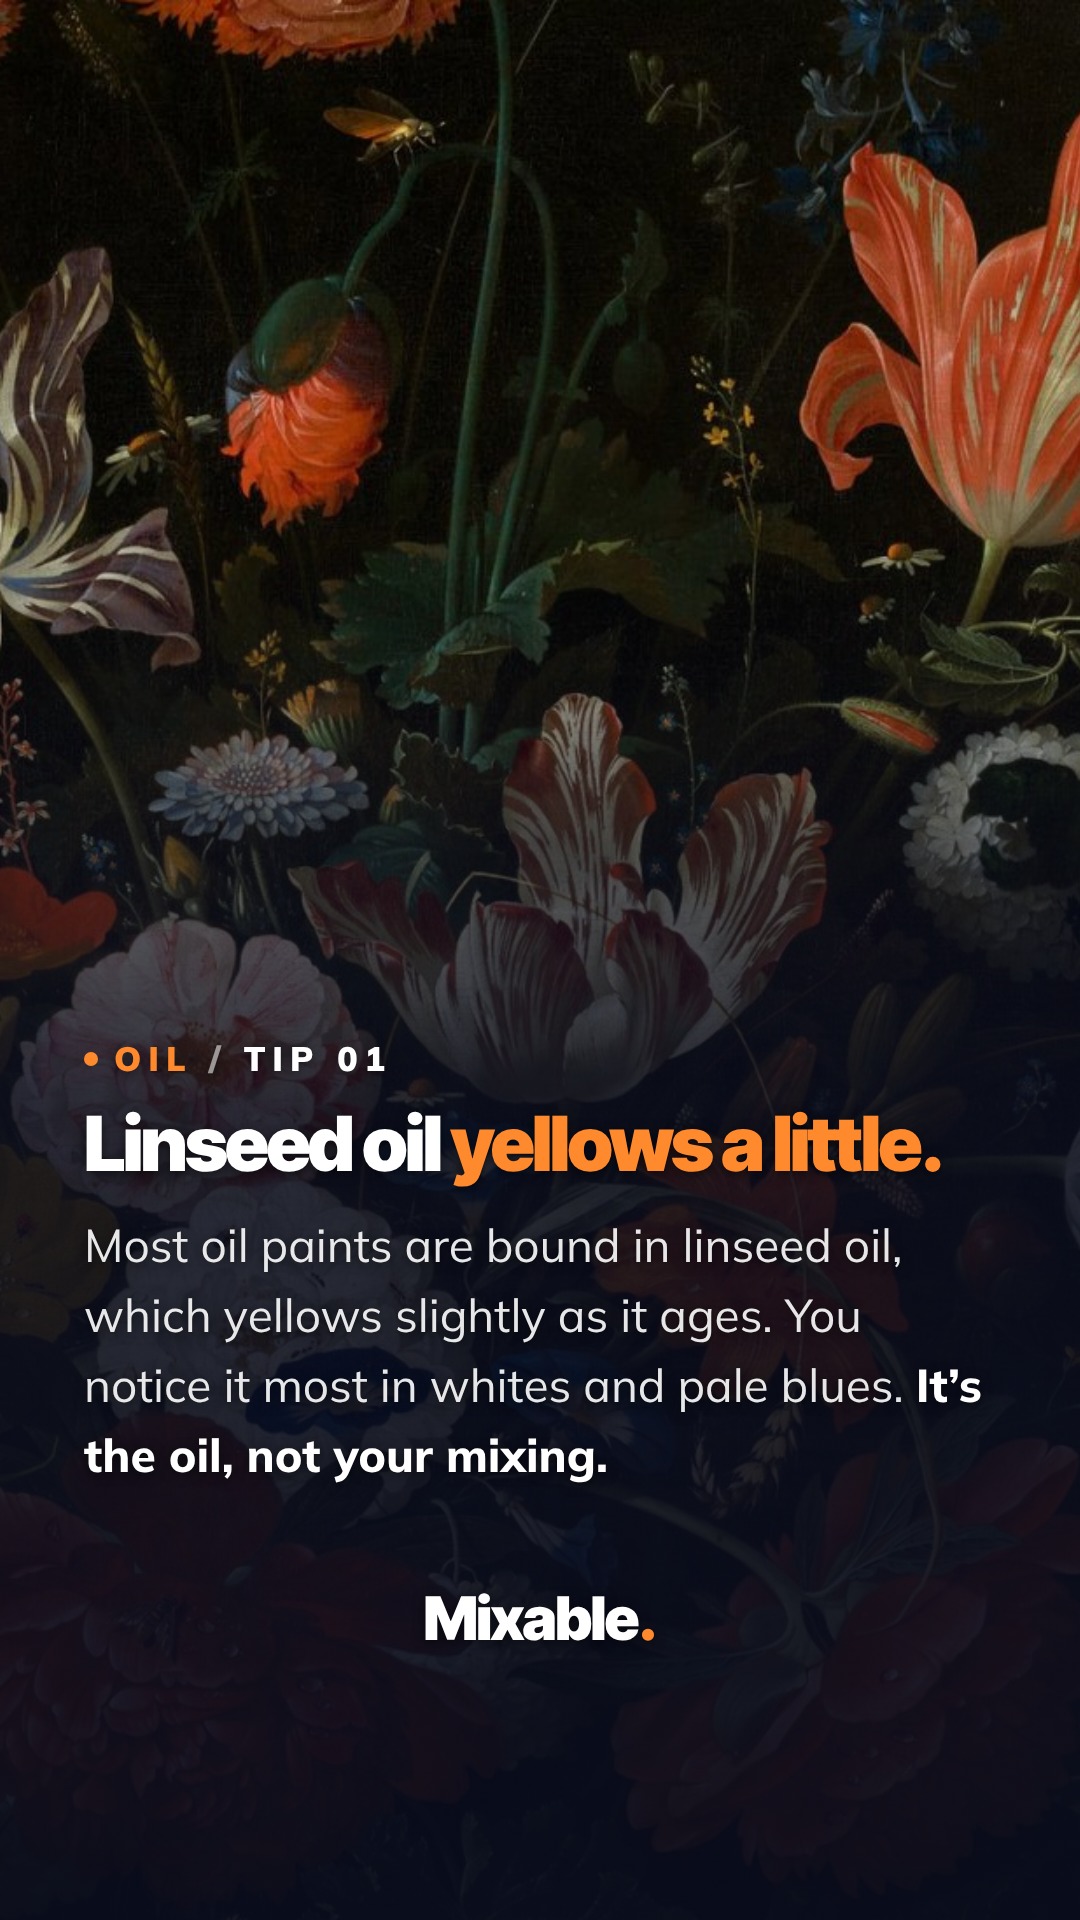 • OIL / TIP 01
Linseed oil yellows a little.
Most oil paints are bound in linseed oil,
which yellows slightly as it ages. You
notice it most in whites and pale blues. It’s
the oil, not your mixing.
Mixable.